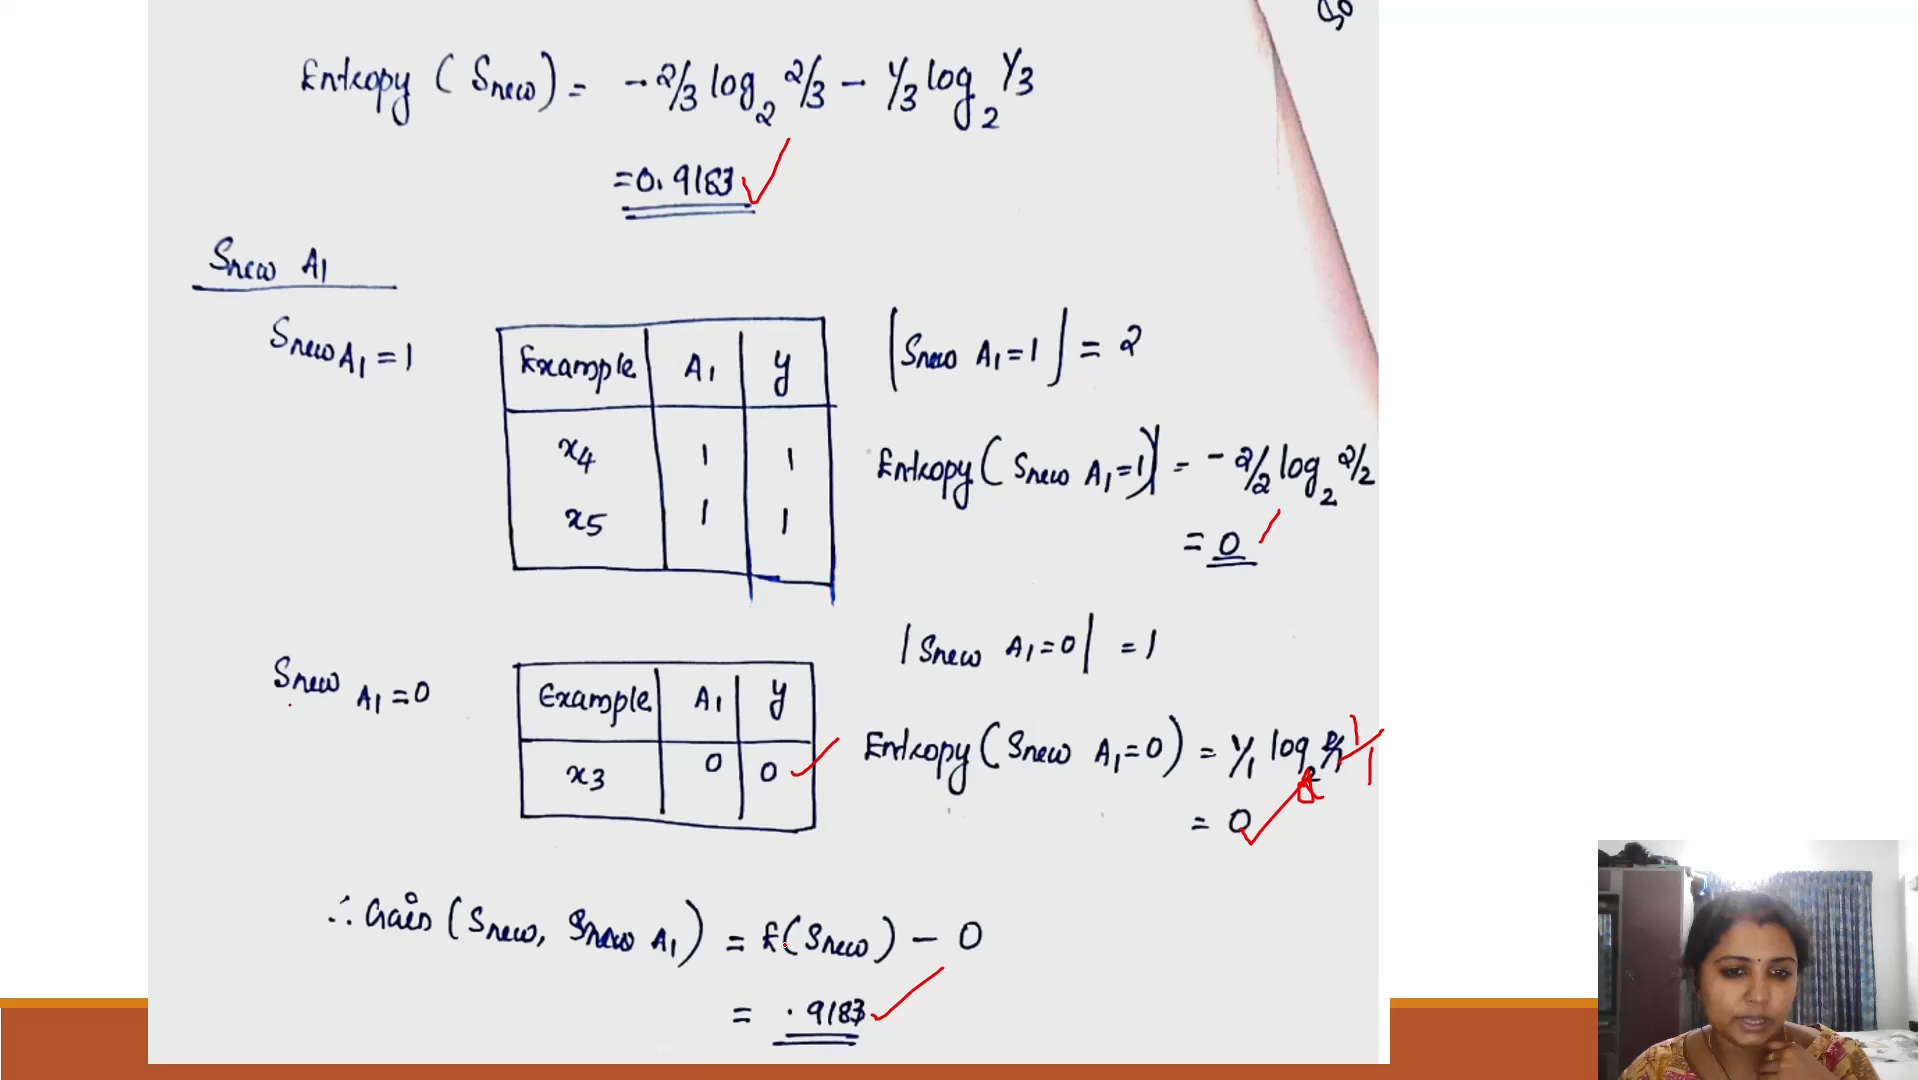 Entropy (Snew) = -2/3 log2 2/3 - 1/3 log2 1/3
=0.9183
Snew A1
SnewA1=1
Example A1 y
x4 1 1
x5 1 1
|Snew A1=1| = 2
Entropy(Snew A1=1) = -2/2 log2 2/2
= 0
Snew A1=0
Example A1 y
x3 0 0
|Snew A1=0| = 1
Entropy(Snew A1=0) = 1/1 log2 1/1
= 0
∴ Gain (Snew, Snew A1) = E(Snew) - 0
= .9183